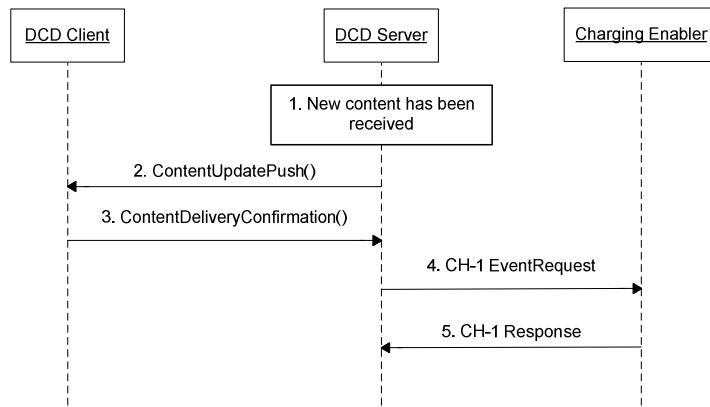 DCD Client
DCD Server
Charging Enabler
1. New content has been
received
2. ContentUpdatePush()
3. ContentDeliveryConfirmation()
4. CH-1 EventRequest
5. CH-1 Response